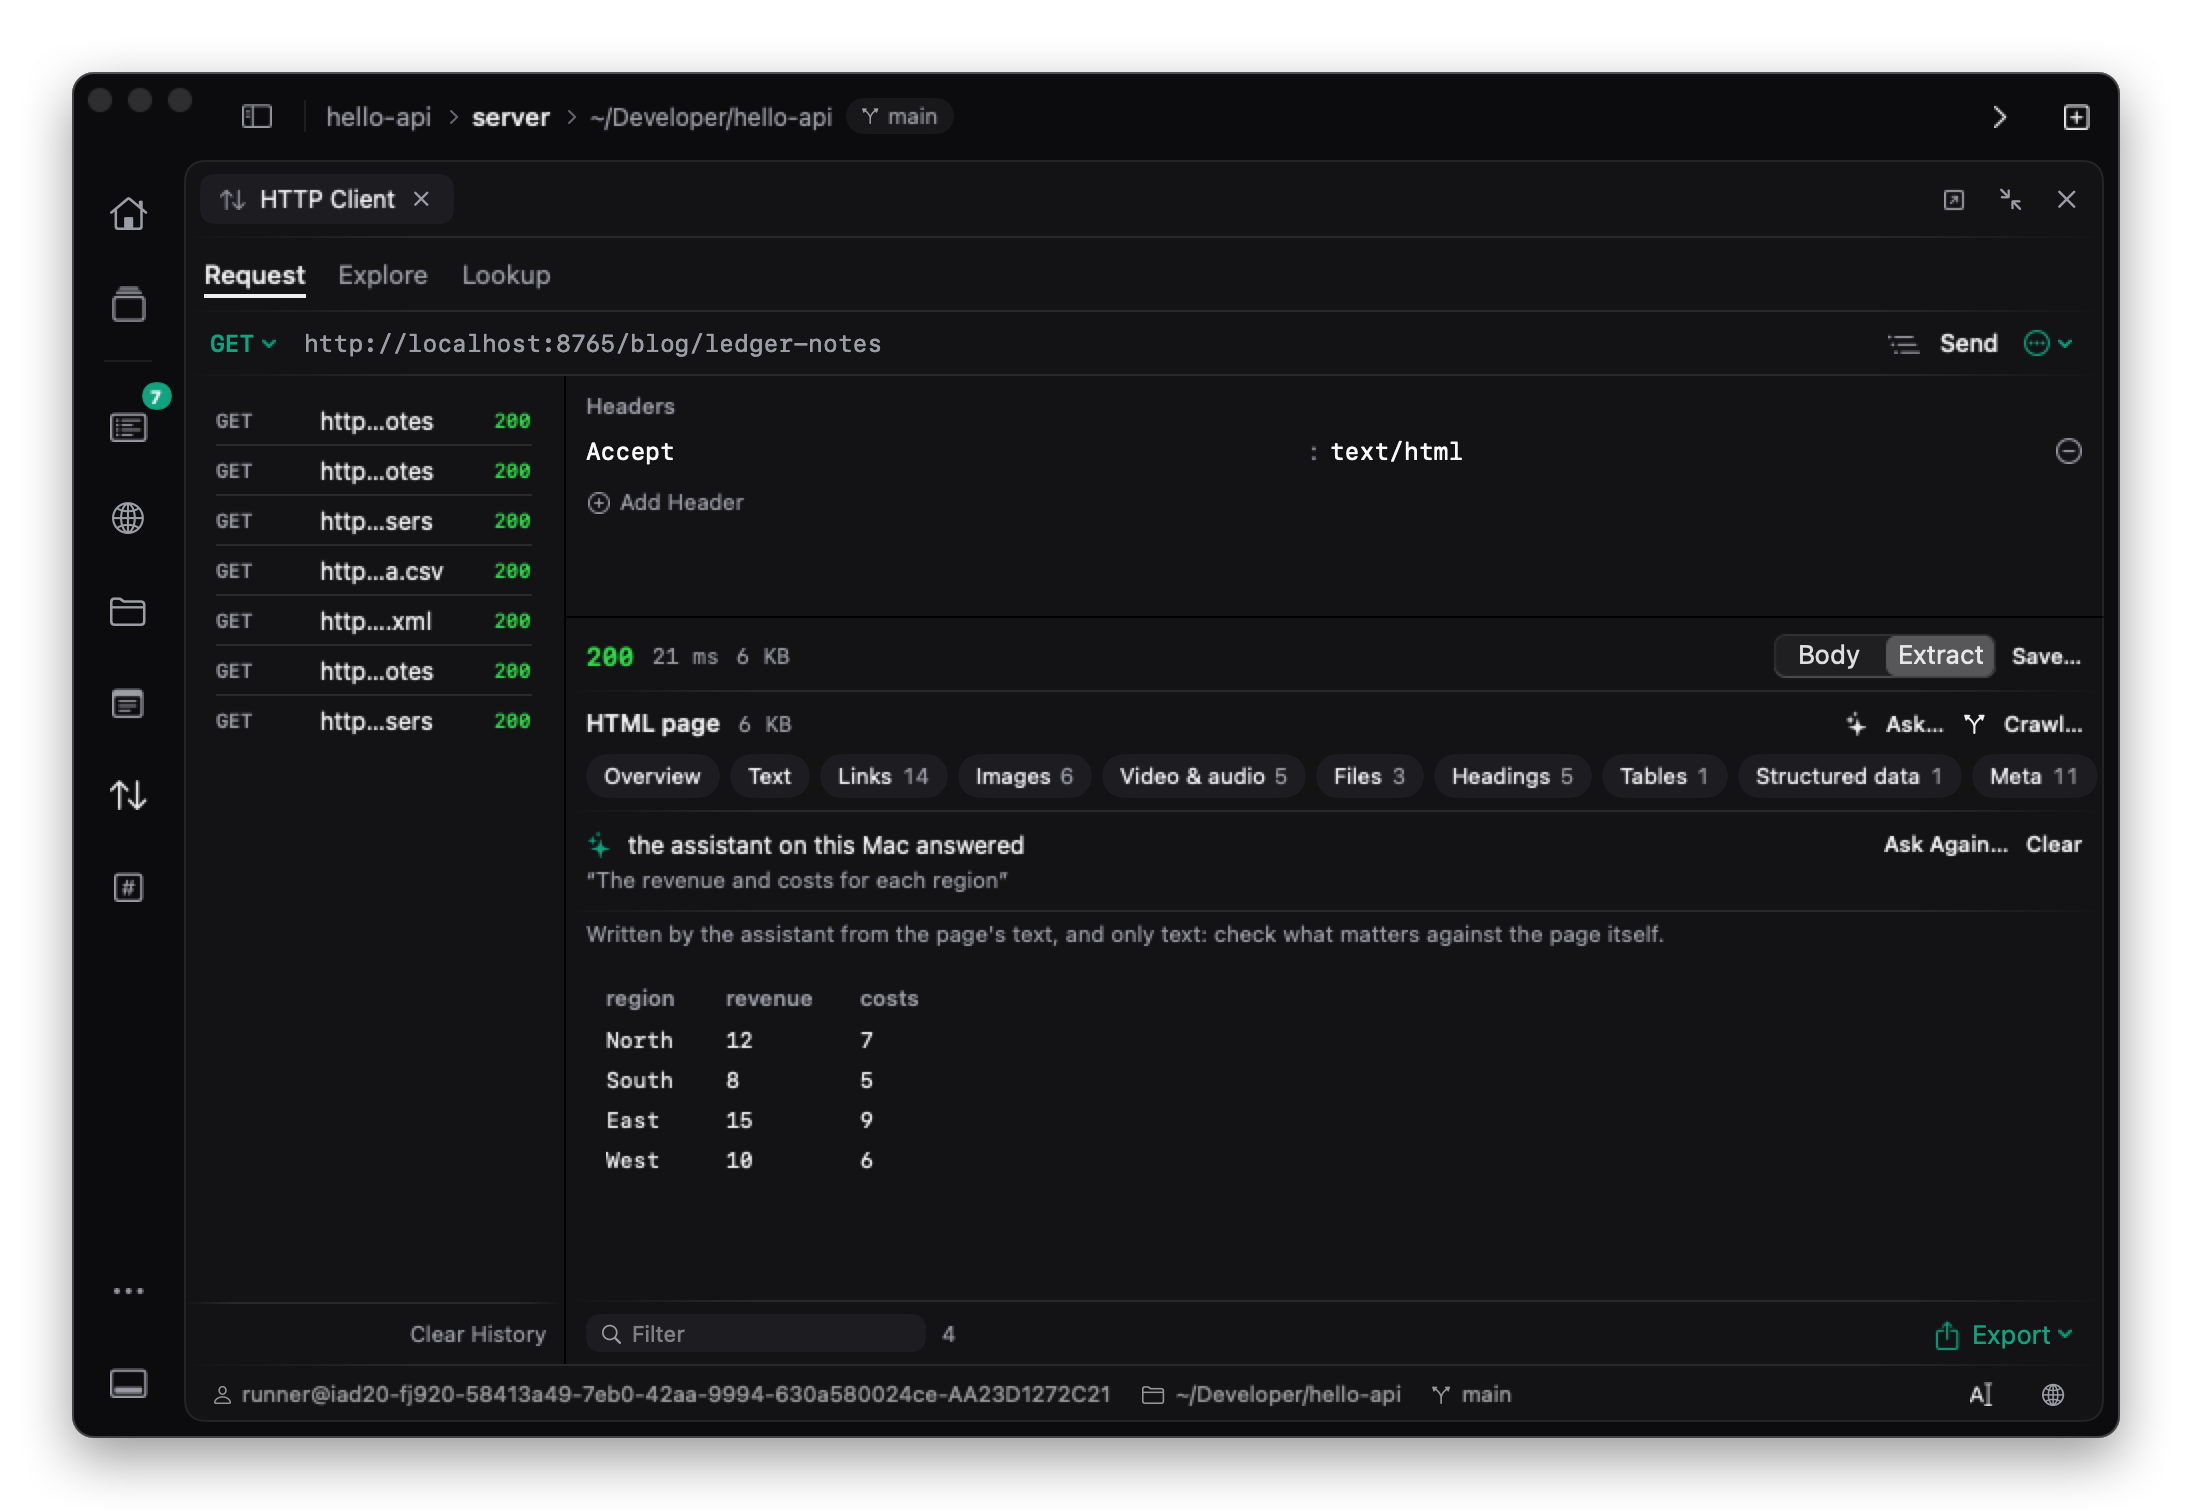 hello-api > server > ~/Developer/hello-api main
HTTP Client
Request Explore Lookup
GET http://localhost:8765/blog/ledger-notes Send
7
GET http...otes 200
GET http...otes 200
GET http...sers 200
GET http...a.csv 200
GET http....xml 200
GET http...otes 200
GET http...sers 200
Clear History
Headers
Accept : text/html
Add Header
200 21 ms 6 KB Body Extract Save...
HTML page 6 KB Ask... Crawl...
Overview Text Links 14 Images 6 Video & audio 5 Files 3 Headings 5 Tables 1 Structured data 1 Meta 11
the assistant on this Mac answered Ask Again... Clear
“The revenue and costs for each region”
Written by the assistant from the page's text, and only text: check what matters against the page itself.
region revenue costs
North 12 7
South 8 5
East 15 9
West 10 6
Filter 4 Export
runner@iad20-fj920-58413a49-7eb0-42aa-9994-630a580024ce-AA23D1272C21 ~/Developer/hello-api main